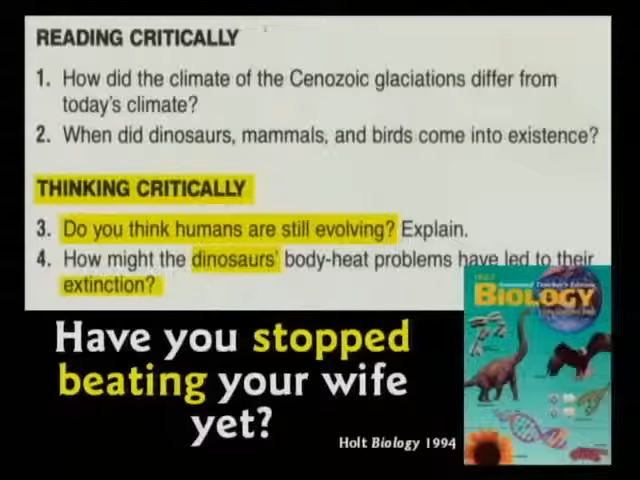 READING CRITICALLY
1. How did the climate of the Cenozoic glaciations differ from
today's climate?
2. When did dinosaurs, mammals, and birds come into existence?
THINKING CRITICALLY
3. Do you think humans are still evolving? Explain.
4. How might the dinosaurs' body-heat problems have led to their
extinction?
Have you stopped
beating your wife
yet?
Holt Biology 1994
Annotated Teacher's Edition
BIOLOGY